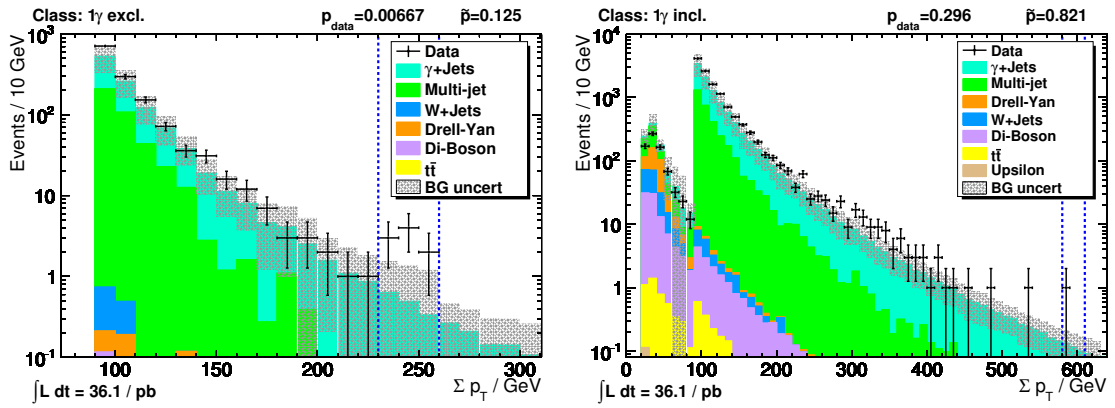 Class: 1γ excl. p_data=0.00667 p̃=0.125
Events / 10 GeV
10^3
10^2
10
1
10^-1
Data
γ+Jets
Multi-jet
W+Jets
Drell-Yan
Di-Boson
tt̄
BG uncert
100 150 200 250 300
Σ p_T / GeV
∫L dt = 36.1 / pb
Class: 1γ incl. p_data=0.296 p̃=0.821
Events / 10 GeV
10^4
10^3
10^2
10
1
10^-1
Data
γ+Jets
Multi-jet
Drell-Yan
W+Jets
Di-Boson
tt̄
Upsilon
BG uncert
0 100 200 300 400 500 600
Σ p_T / GeV
∫L dt = 36.1 / pb